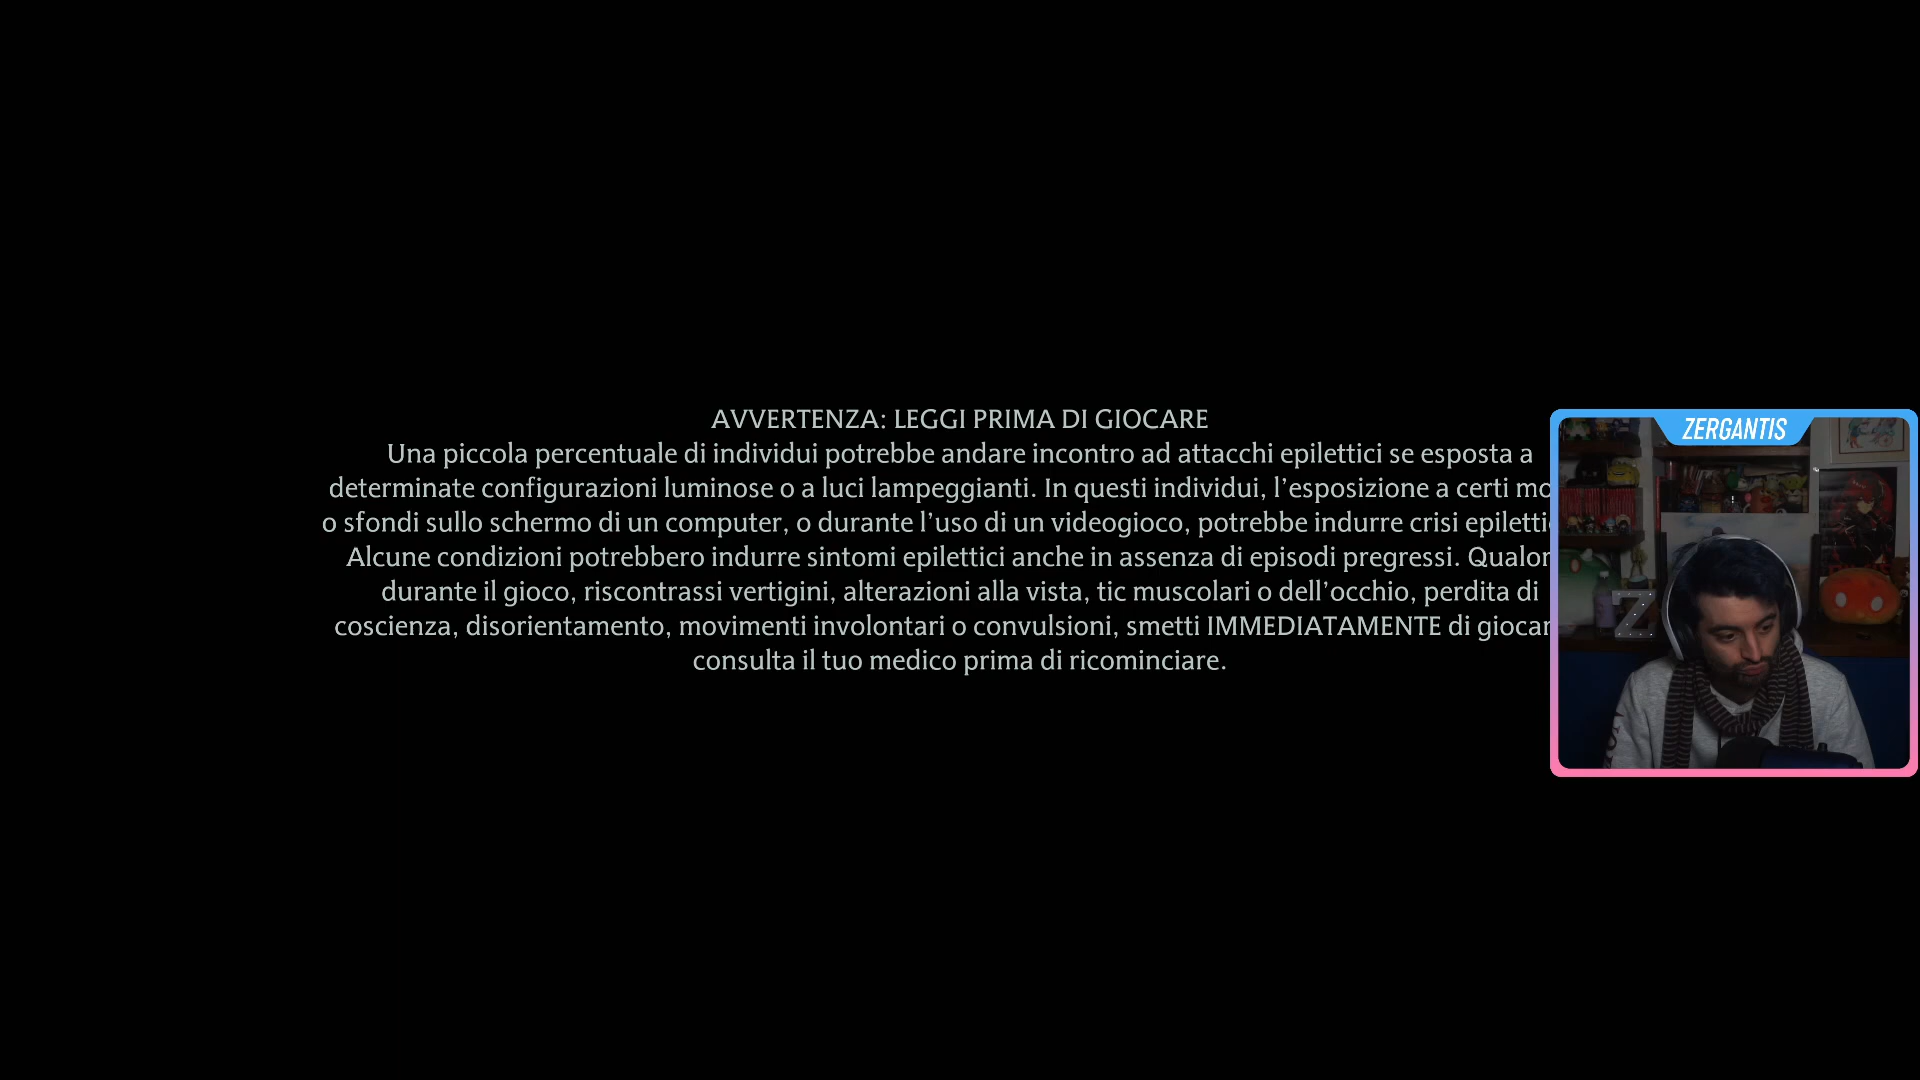 AVVERTENZA: LEGGI PRIMA DI GIOCARE
Una piccola percentuale di individui potrebbe andare incontro ad attacchi epilettici se esposta a
determinate configurazioni luminose o a luci lampeggianti. In questi individui, l’esposizione a certi
o sfondi sullo schermo di un computer, o durante l’uso di un videogioco, potrebbe indurre crisi
Alcune condizioni potrebbero indurre sintomi epilettici anche in assenza di episodi pregressi.
durante il gioco, riscontrassi vertigini, alterazioni alla vista, tic muscolari o dell’occhio, perdita di
coscienza, disorientamento, movimenti involontari o convulsioni, smetti IMMEDIATAMENTE di
consulta il tuo medico prima di ricominciare.
ZERGANTIS
Z